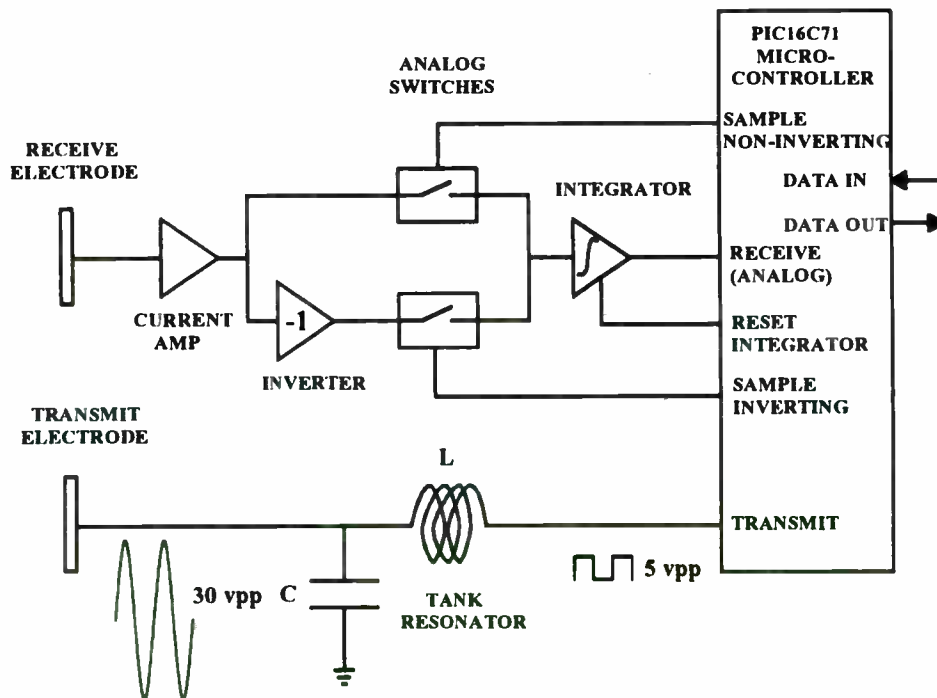 PIC16C71
MICRO-
CONTROLLER
ANALOG
SWITCHES
SAMPLE
NON-INVERTING
RECEIVE
ELECTRODE
INTEGRATOR
DATA IN
DATA OUT
RECEIVE
(ANALOG)
CURRENT
AMP
-1
INVERTER
RESET
INTEGRATOR
SAMPLE
INVERTING
TRANSMIT
ELECTRODE
L
TRANSMIT
5 vpp
30 vpp
C
TANK
RESONATOR